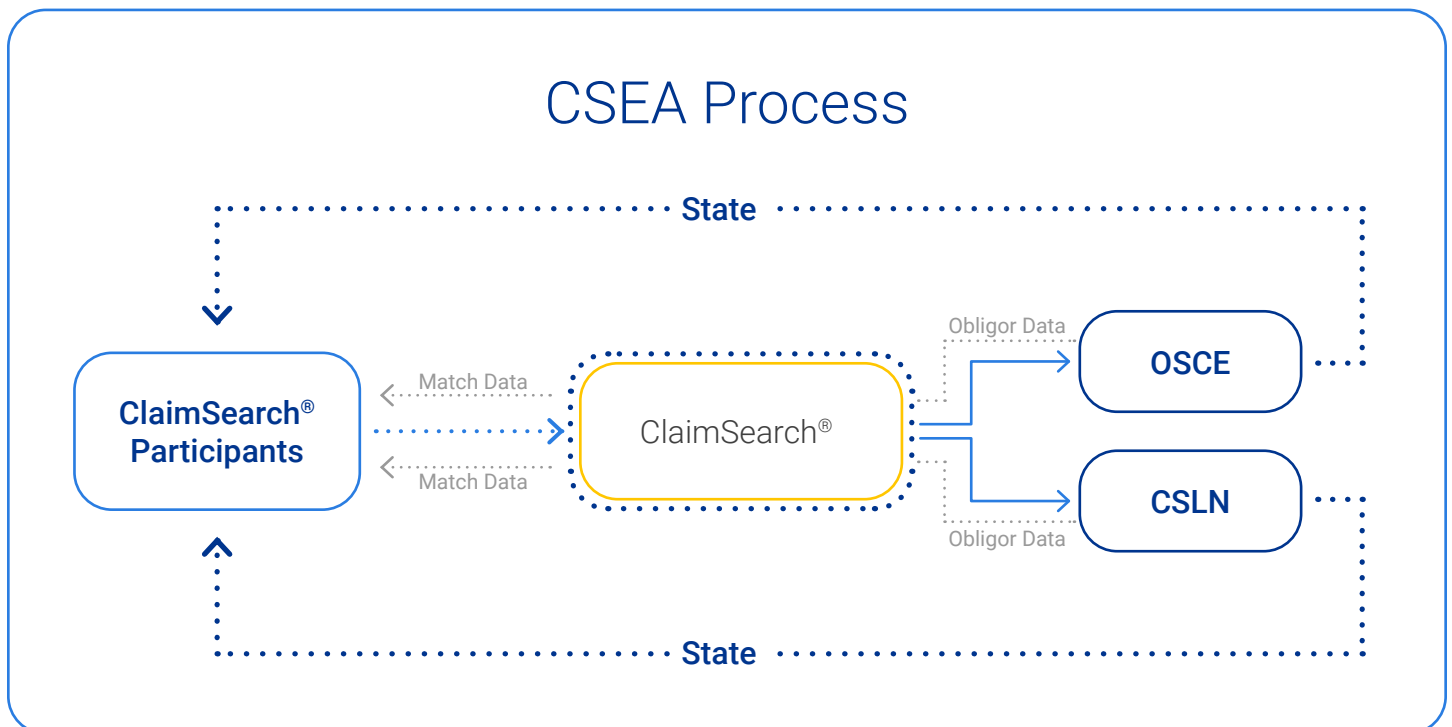 CSEA Process
State
Obligor Data
OSCE
Match Data
ClaimSearch®
Participants
ClaimSearch®
Match Data
CSLN
Obligor Data
State